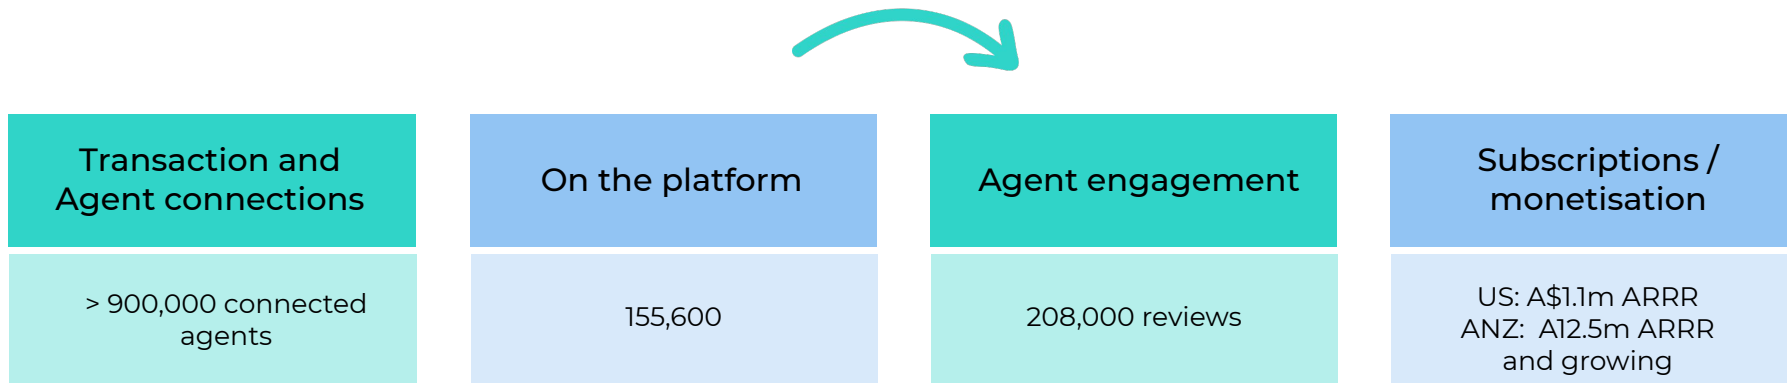 Transaction and
Agent connections
On the platform
Agent engagement
Subscriptions /
monetisation
> 900,000 connected
agents
155,600
208,000 reviews
US: A$1.1m ARRR
ANZ:  A12.5m ARRR
and growing